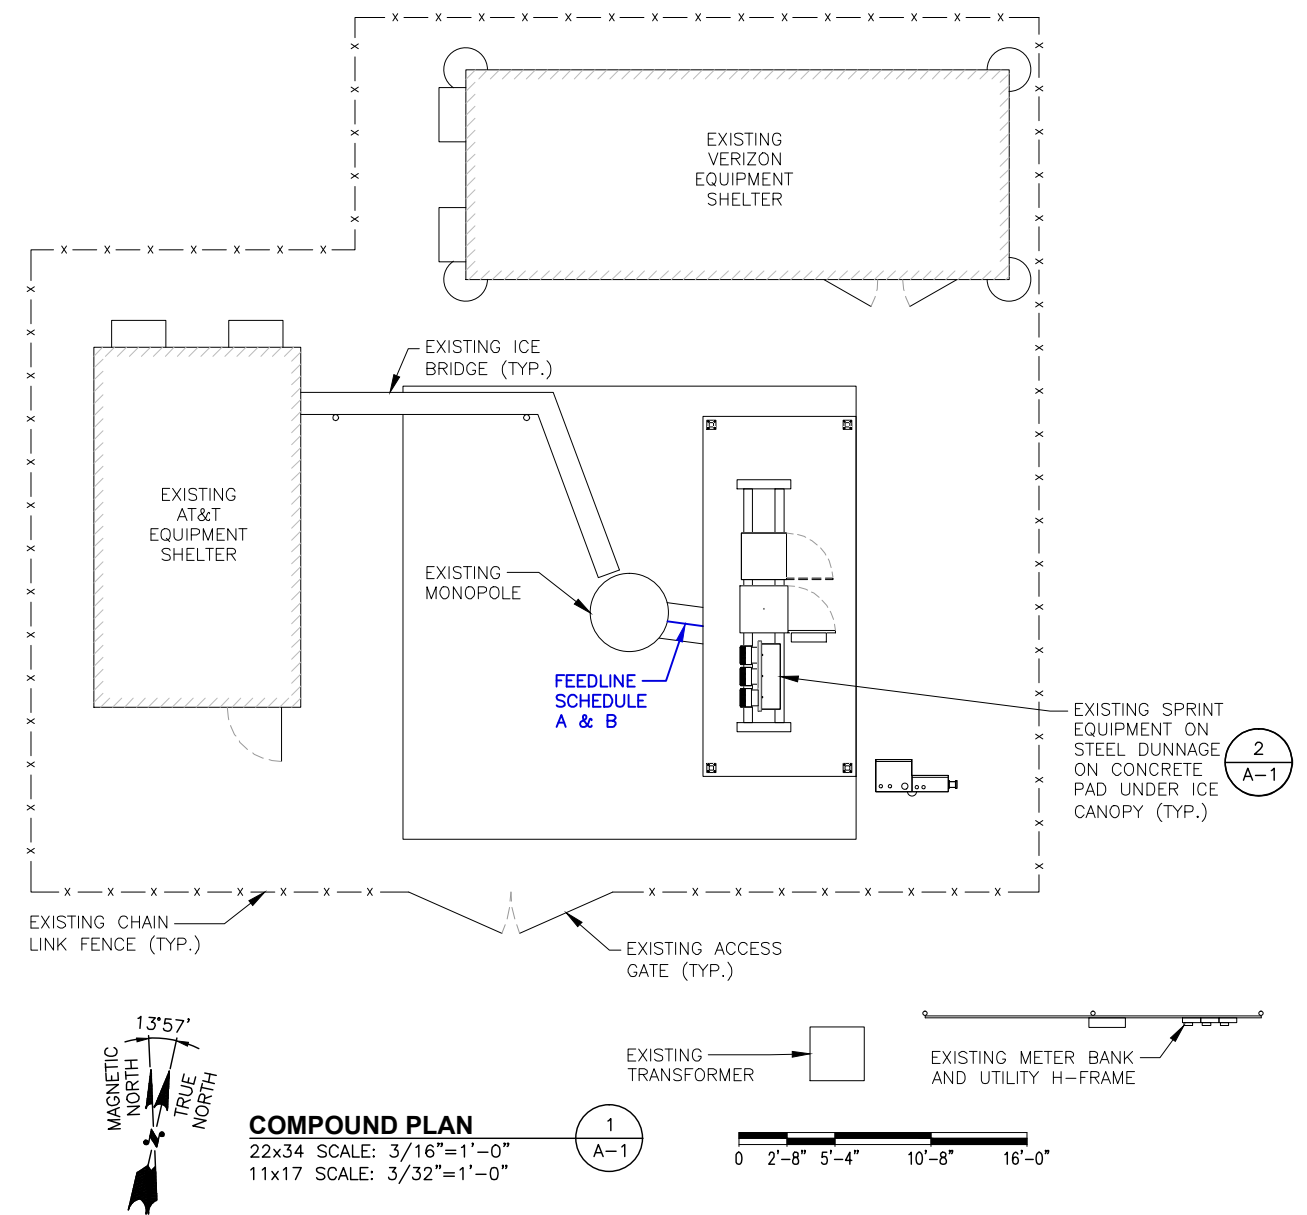 EXISTING
VERIZON
EQUIPMENT
SHELTER
EXISTING ICE
BRIDGE (TYP.)
EXISTING
AT&T
EQUIPMENT
SHELTER
EXISTING
MONOPOLE
FEEDLINE
SCHEDULE
A & B
EXISTING SPRINT
EQUIPMENT ON
STEEL DUNNAGE
ON CONCRETE
PAD UNDER ICE
CANOPY (TYP.)
2
A-1
EXISTING CHAIN
LINK FENCE (TYP.)
EXISTING ACCESS
GATE (TYP.)
13°57'
MAGNETIC
NORTH
TRUE
NORTH
N
EXISTING
TRANSFORMER
EXISTING METER BANK
AND UTILITY H-FRAME
COMPOUND PLAN
22x34 SCALE: 3/16"=1'-0"
11x17 SCALE: 3/32"=1'-0"
1
A-1
0 2'-8" 5'-4" 10'-8" 16'-0"